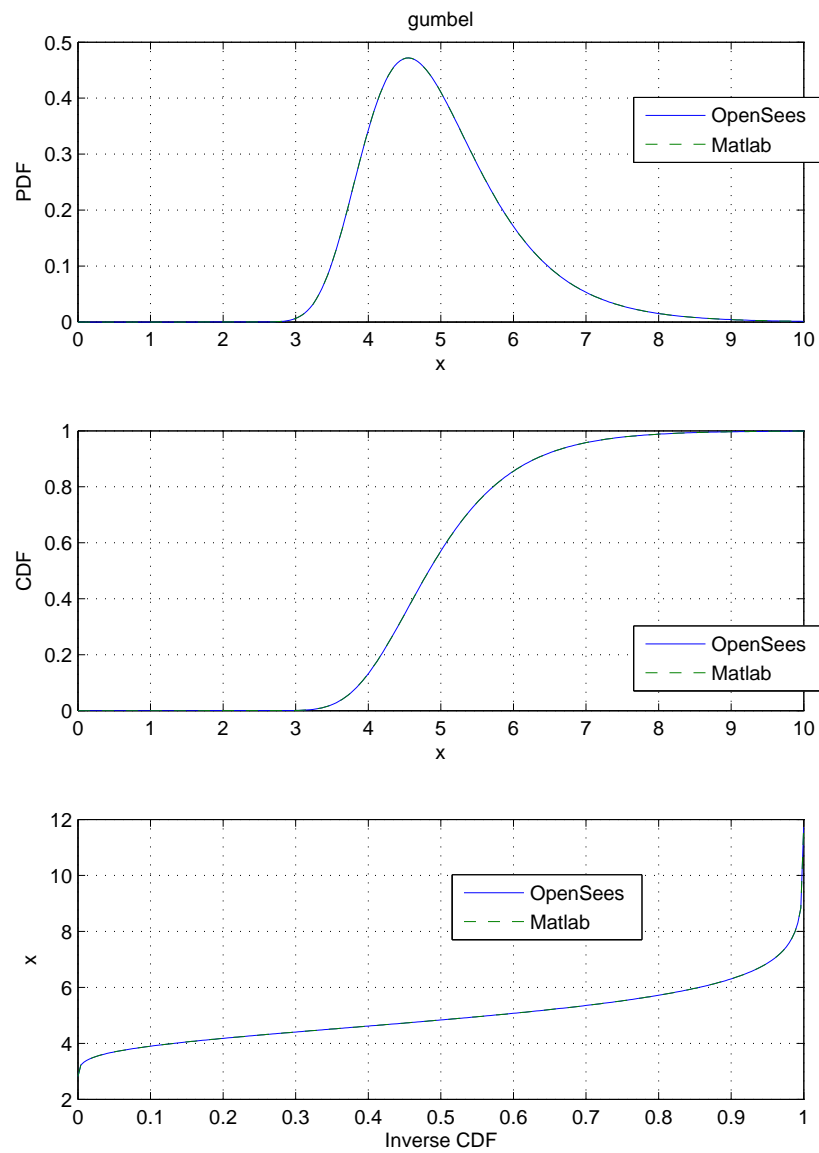 gumbel
0.5
0.4
0.3
0.2
0.1
0
PDF
OpenSees
Matlab
0 1 2 3 4 5 6 7 8 9 10
x
1
0.8
0.6
0.4
0.2
0
CDF
OpenSees
Matlab
0 1 2 3 4 5 6 7 8 9 10
x
12
10
8
6
4
2
x
OpenSees
Matlab
0 0.1 0.2 0.3 0.4 0.5 0.6 0.7 0.8 0.9 1
Inverse CDF